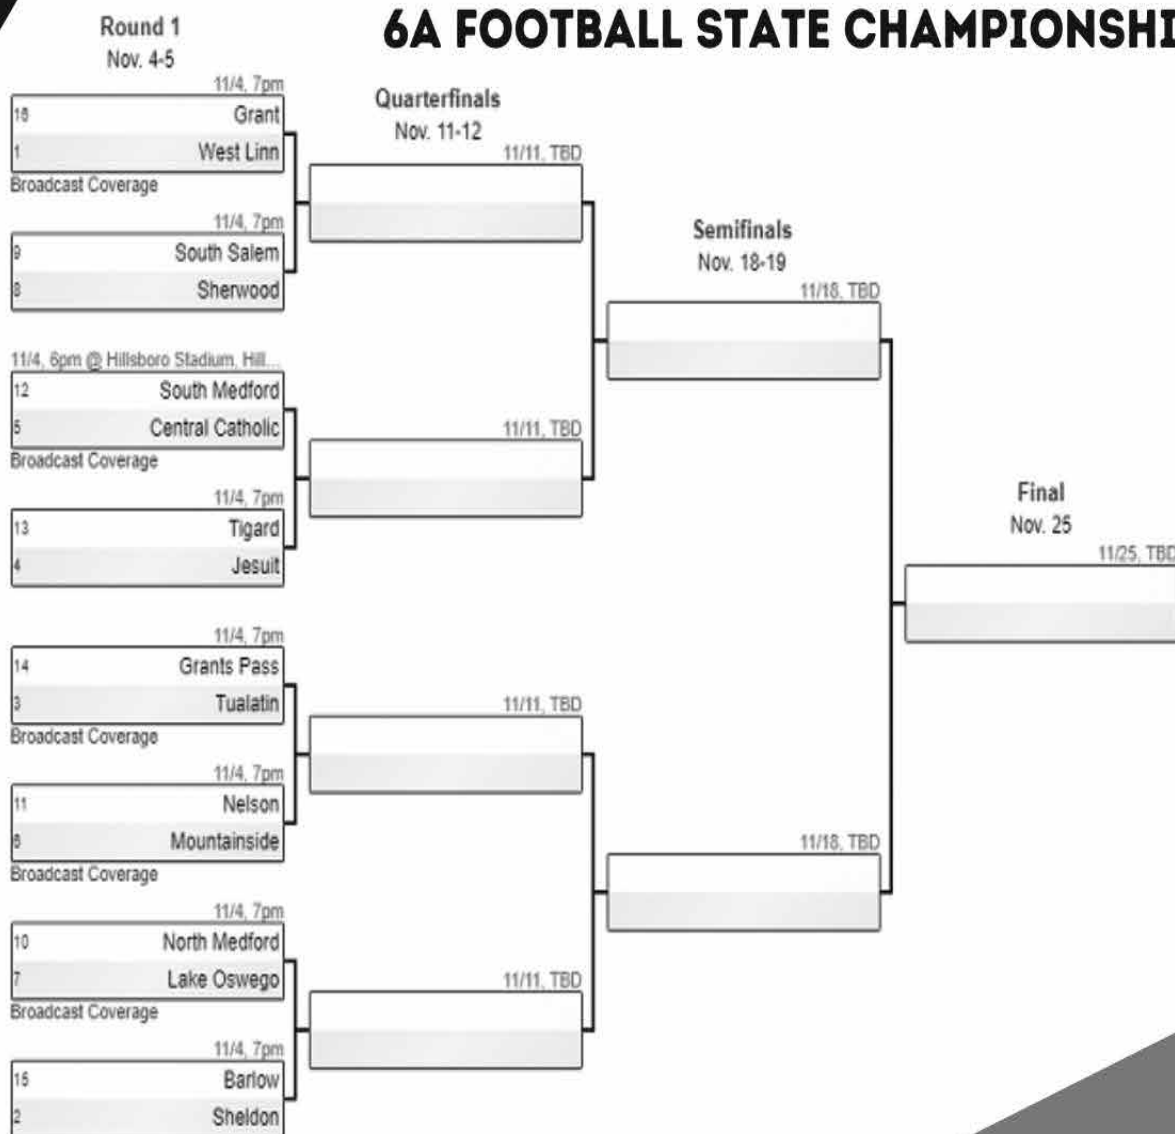 6A FOOTBALL STATE CHAMPIONSHI
Round 1
Nov. 4-5
11/4, 7pm
16 Grant
1 West Linn
Broadcast Coverage
11/4, 7pm
9 South Salem
8 Sherwood
11/4, 6pm @ Hillsboro Stadium, Hill...
12 South Medford
5 Central Catholic
Broadcast Coverage
11/4, 7pm
13 Tigard
4 Jesuit
11/4, 7pm
14 Grants Pass
3 Tualatin
Broadcast Coverage
11/4, 7pm
11 Nelson
6 Mountainside
Broadcast Coverage
11/4, 7pm
10 North Medford
7 Lake Oswego
Broadcast Coverage
11/4, 7pm
15 Barlow
2 Sheldon
Quarterfinals
Nov. 11-12
11/11, TBD
11/11, TBD
11/11, TBD
11/11, TBD
Semifinals
Nov. 18-19
11/18, TBD
11/18, TBD
Final
Nov. 25
11/25, TBD